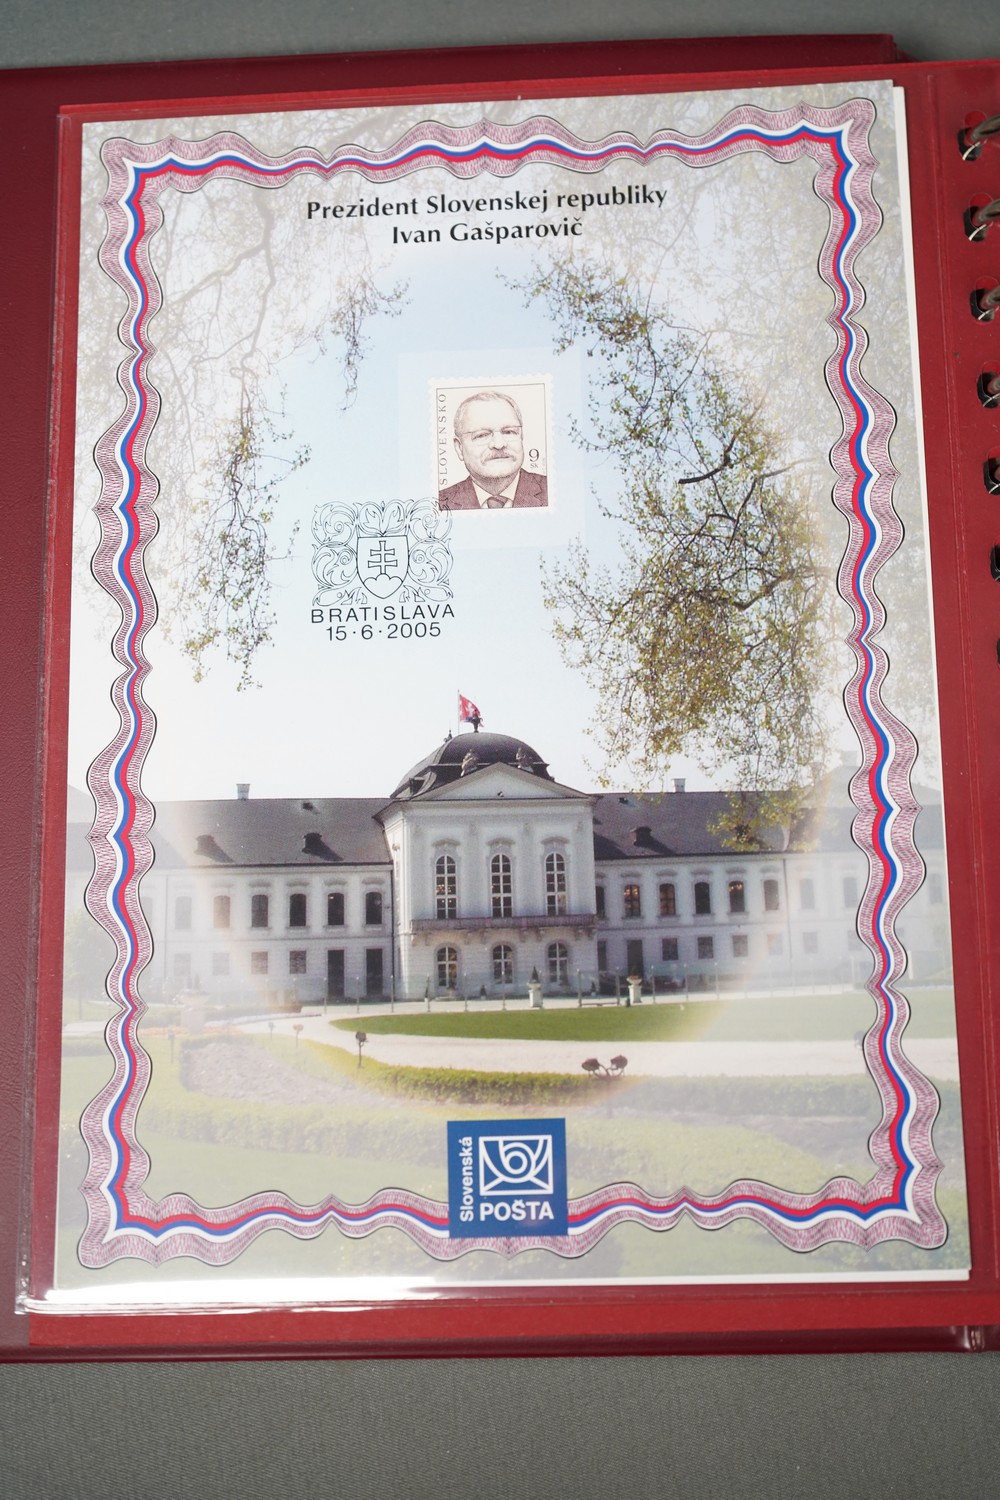 Prezident Slovenskej republiky
Ivan Gašparovič
SLOVENSKO
9
Sk
BRATISLAVA
15·6·2005
Slovenská
POŠTA